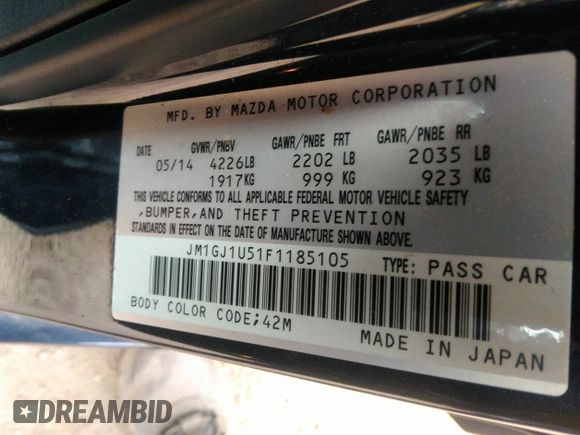 MFD. BY MAZDA MOTOR CORPORATION
DATE GVWR/PNBV GAWR/PNBE FRT GAWR/PNBE RR
05/14 4226LB 2202 LB 2035 LB
1917KG 999 KG 923 KG
THIS VEHICLE CONFORMS TO ALL APPLICABLE FEDERAL MOTOR VEHICLE SAFETY
,BUMPER,AND THEFT PREVENTION
STANDARDS IN EFFECT ON THE DATE OF MANUFACTURE SHOWN ABOVE.
JM1GJ1U51F1185105 TYPE: PASS CAR
BODY COLOR CODE;42M
MADE IN JAPAN
DREAMBID